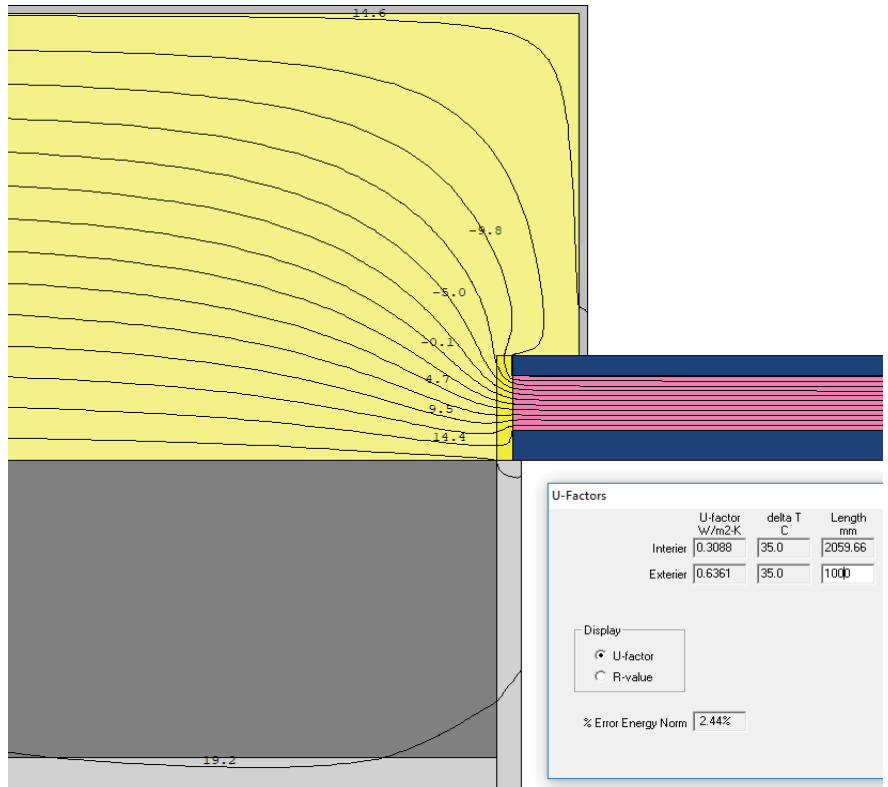 14.6
-9.8
-5.0
-0.1
4.7
9.5
14.4
19.2
U-Factors
U-factor delta T Length
W/m2-K C mm
Interier 0.3088 35.0 2059.66
Exterier 0.6361 35.0 1000
Display
U-factor
R-value
% Error Energy Norm 2.44%